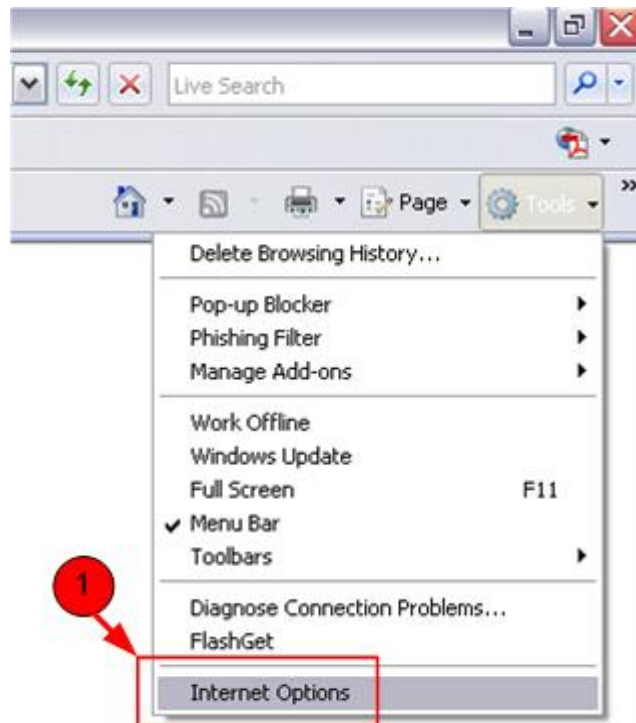 Live Search
Page Tools »
Delete Browsing History...
Pop-up Blocker
Phishing Filter
Manage Add-ons
Work Offline
Windows Update
Full Screen F11
Menu Bar
Toolbars
1
Diagnose Connection Problems...
FlashGet
Internet Options